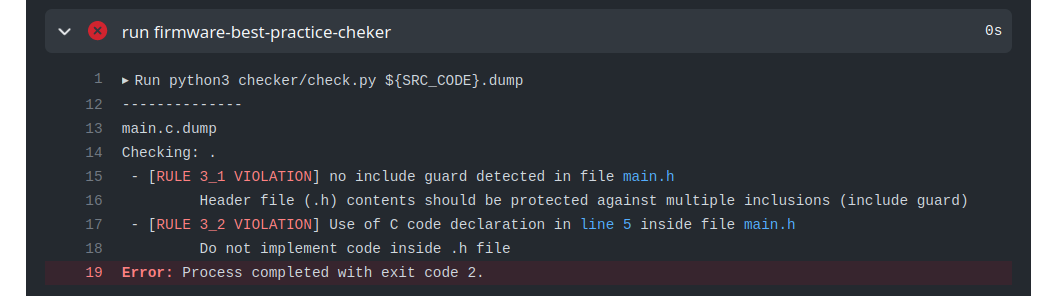 run firmware-best-practice-cheker 0s
1 ▸ Run python3 checker/check.py ${SRC_CODE}.dump
12 --------------
13 main.c.dump
14 Checking: .
15 - [RULE 3_1 VIOLATION] no include guard detected in file main.h
16 Header file (.h) contents should be protected against multiple inclusions (include guard)
17 - [RULE 3_2 VIOLATION] Use of C code declaration in line 5 inside file main.h
18 Do not implement code inside .h file
19 Error: Process completed with exit code 2.